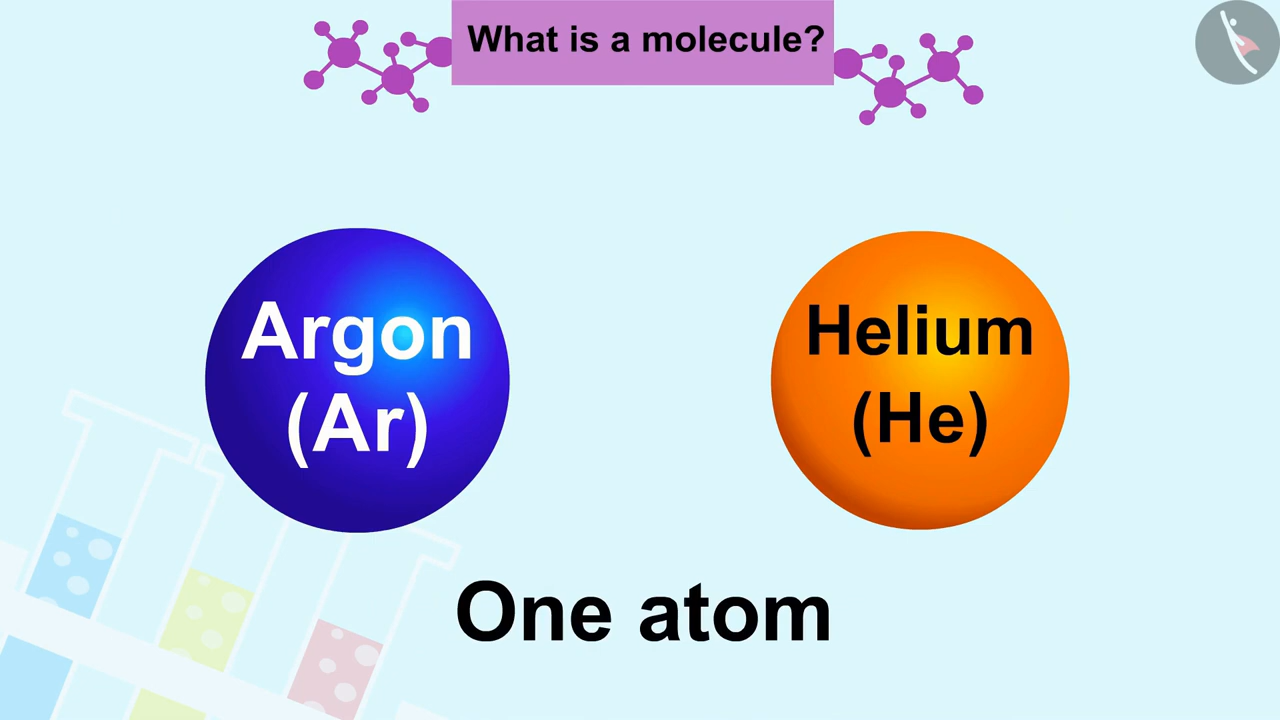 What is a molecule?
Argon
(Ar)
Helium
(He)
One atom